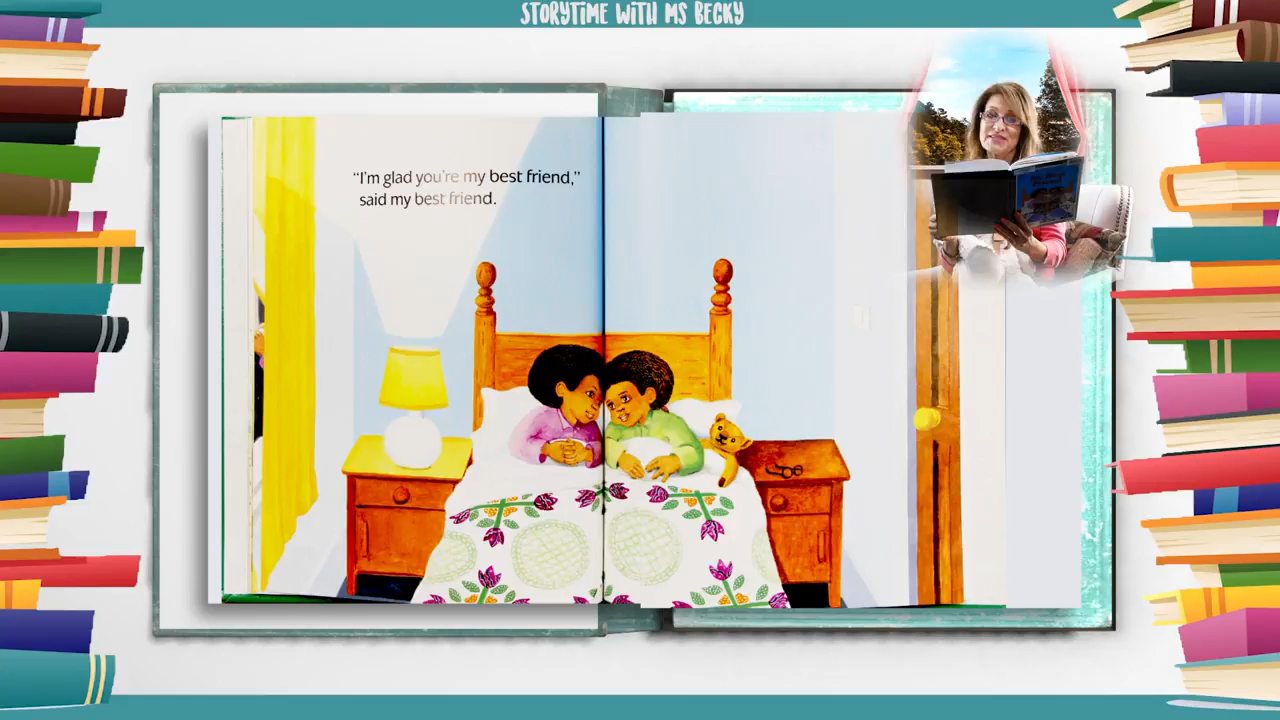 STORYTIME WITH MS BECKY
“I'm glad you're my best friend,”
said my best friend.